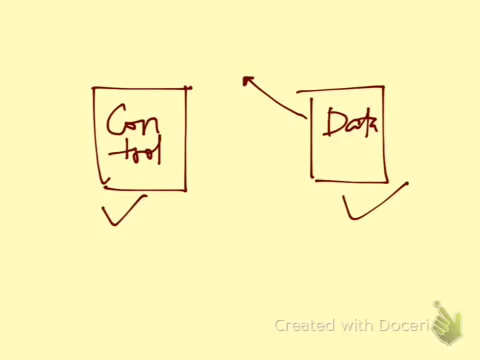 Con
trol
Data
Created with Doceri